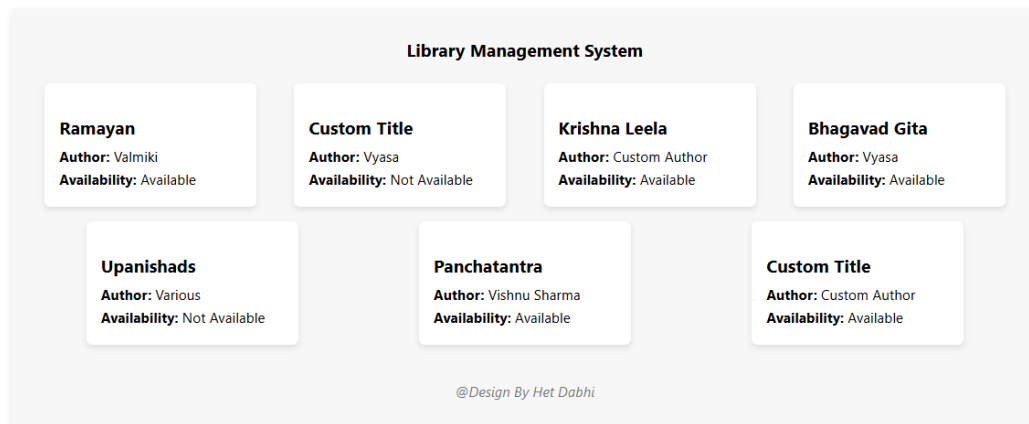 Library Management System
Ramayan
Author: Valmiki
Availability: Available
Custom Title
Author: Vyasa
Availability: Not Available
Krishna Leela
Author: Custom Author
Availability: Available
Bhagavad Gita
Author: Vyasa
Availability: Available
Upanishads
Author: Various
Availability: Not Available
Panchatantra
Author: Vishnu Sharma
Availability: Available
Custom Title
Author: Custom Author
Availability: Available
@Design By Het Dabhi